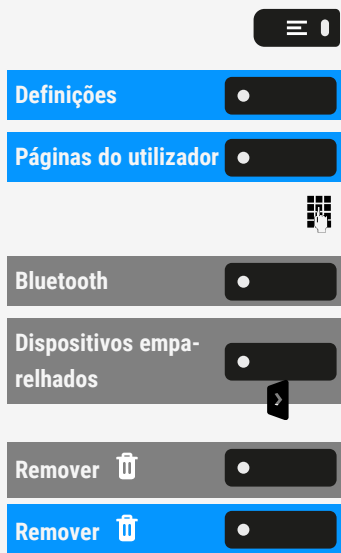 Definições
Páginas do utilizador
Bluetooth
Dispositivos empa-
relhados
Remover
Remover